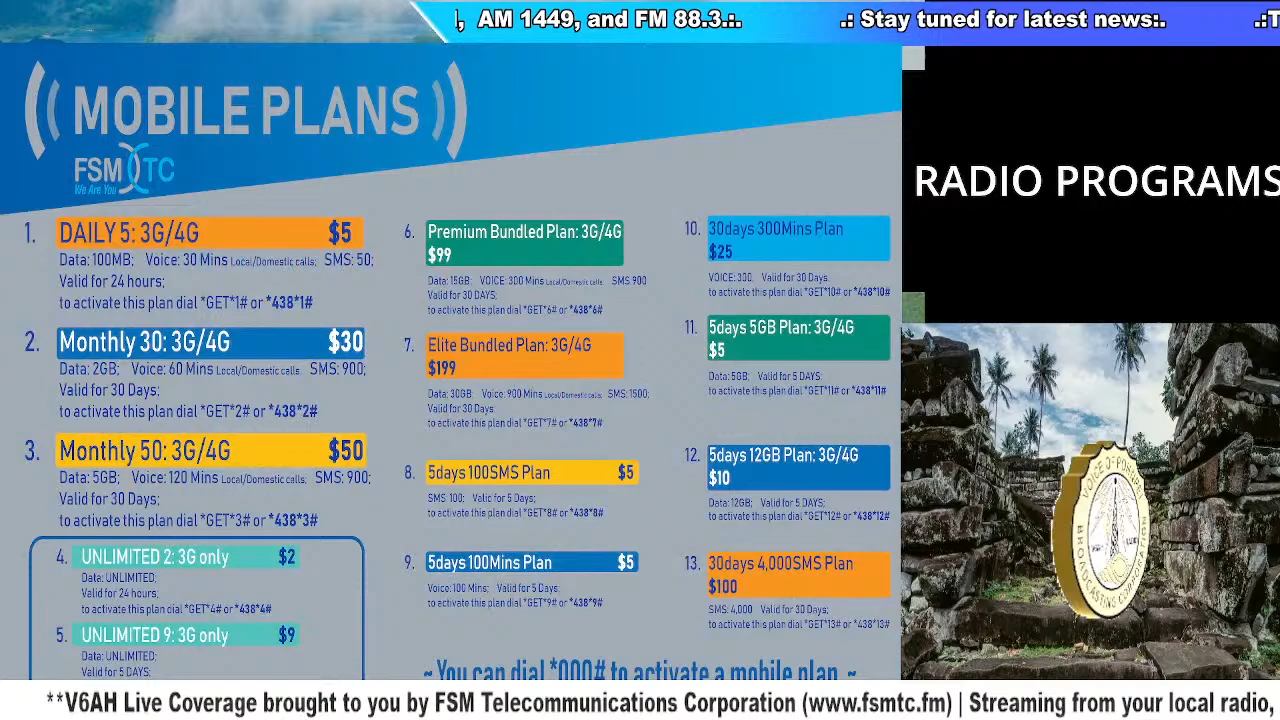 , AM 1449, and FM 88.3.:. .: Stay tuned for latest news:. .:T
((MOBILE PLANS))
FSMTC
We Are You
1. DAILY 5: 3G/4G $5
Data: 100MB; Voice: 30 Mins Local/Domestic calls; SMS: 50;
Valid for 24 hours;
to activate this plan dial *GET*1# or *438*1#
2. Monthly 30: 3G/4G $30
Data: 2GB; Voice: 60 Mins Local/Domestic calls; SMS: 900;
Valid for 30 Days;
to activate this plan dial *GET*2# or *438*2#
3. Monthly 50: 3G/4G $50
Data: 5GB; Voice: 120 Mins Local/Domestic calls; SMS: 900;
Valid for 30 Days;
to activate this plan dial *GET*3# or *438*3#
4. UNLIMITED 2: 3G only $2
Data: UNLIMITED;
Valid for 24 hours;
to activate this plan dial *GET*4# or *438*4#
5. UNLIMITED 9: 3G only $9
Data: UNLIMITED;
Valid for 5 DAYS;
6. Premium Bundled Plan: 3G/4G
$99
Data: 15GB; VOICE: 300 Mins Local/Domestic calls; SMS 900
Valid for 30 DAYS;
to activate this plan dial *GET*6# or *438*6#
7. Elite Bundled Plan: 3G/4G
$199
Data: 30GB; Voice: 900 Mins Local/Domestic calls; SMS: 1500;
Valid for 30 DAYS;
to activate this plan dial *GET*7# or *438*7#
8. 5days 100SMS Plan $5
SMS 100; Valid for 5 Days;
to activate this plan dial *GET*8# or *438*8#
9. 5days 100Mins Plan $5
Voice: 100 Mins; Valid for 5 Days;
to activate this plan dial *GET*9# or *438*9#
10. 30days 300Mins Plan
$25
VOICE: 300; Valid for 30 Days;
to activate this plan dial *GET*10# or *438*10#
11. 5days 5GB Plan: 3G/4G
$5
Data: 5GB; Valid for 5 DAYS;
to activate this plan dial *GET*11# or *438*11#
12. 5days 12GB Plan: 3G/4G
$10
Data: 12GB; Valid for 5 DAYS;
to activate this plan dial *GET*12# or *438*12#
13. 30days 4,000SMS Plan
$100
SMS: 4,000 Valid for 30 Days;
to activate this plan dial *GET*13# or *438*13#
~ You can dial *000# to activate a mobile plan ~
RADIO PROGRAMS
VOICE OF POHNPEI
BROADCASTING CORPORATION
**V6AH Live Coverage brought to you by FSM Telecommunications Corporation (www.fsmtc.fm) | Streaming from your local radio,